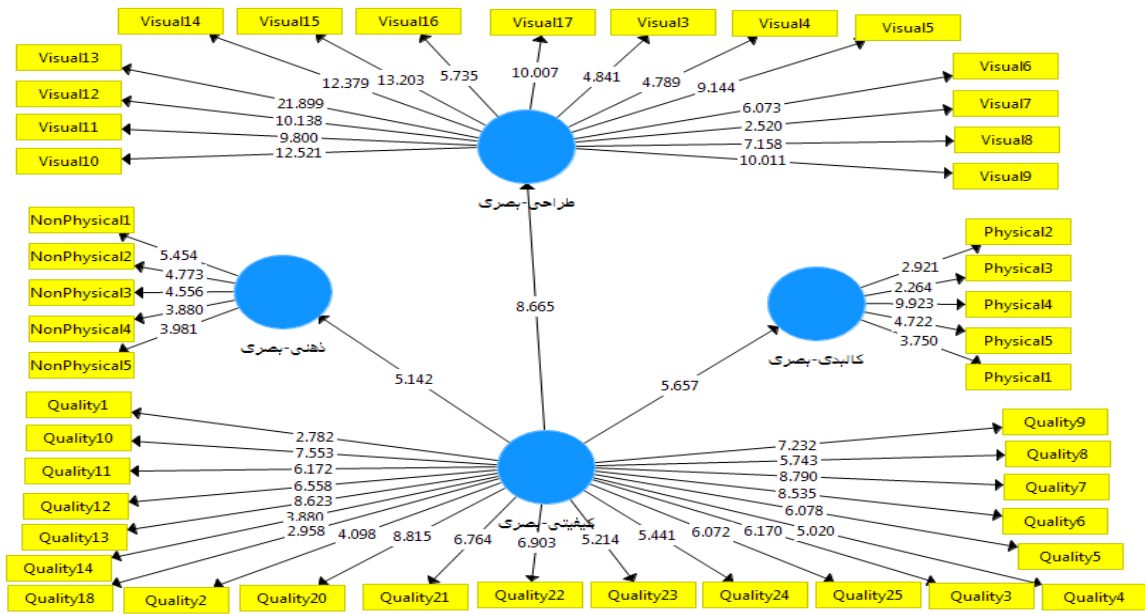 Visual14
Visual15
Visual16
Visual17
Visual3
Visual4
Visual5
Visual13
Visual12
Visual11
Visual10
Visual6
Visual7
Visual8
Visual9
12.379
13.203
5.735
10.007
4.841
4.789
9.144
21.899
10.138
9.800
12.521
6.073
2.520
7.158
10.011
طراحی-بصری
NonPhysical1
NonPhysical2
NonPhysical3
NonPhysical4
NonPhysical5
5.454
4.773
4.556
3.880
3.981
ذهنی-بصری
8.665
Physical2
Physical3
Physical4
Physical5
Physical1
2.921
2.264
9.923
4.722
3.750
کالبدی-بصری
5.142
5.657
Quality1
Quality10
Quality11
Quality12
Quality13
Quality14
Quality18
Quality2
Quality20
Quality21
Quality22
Quality23
Quality24
Quality25
Quality3
Quality4
Quality5
Quality6
Quality7
Quality8
Quality9
2.782
7.553
6.172
6.558
8.623
3.880
2.958
4.098
8.815
6.764
6.903
5.214
5.441
6.072
6.170
5.020
6.078
8.535
8.790
5.743
7.232
کیفیتی-بصری